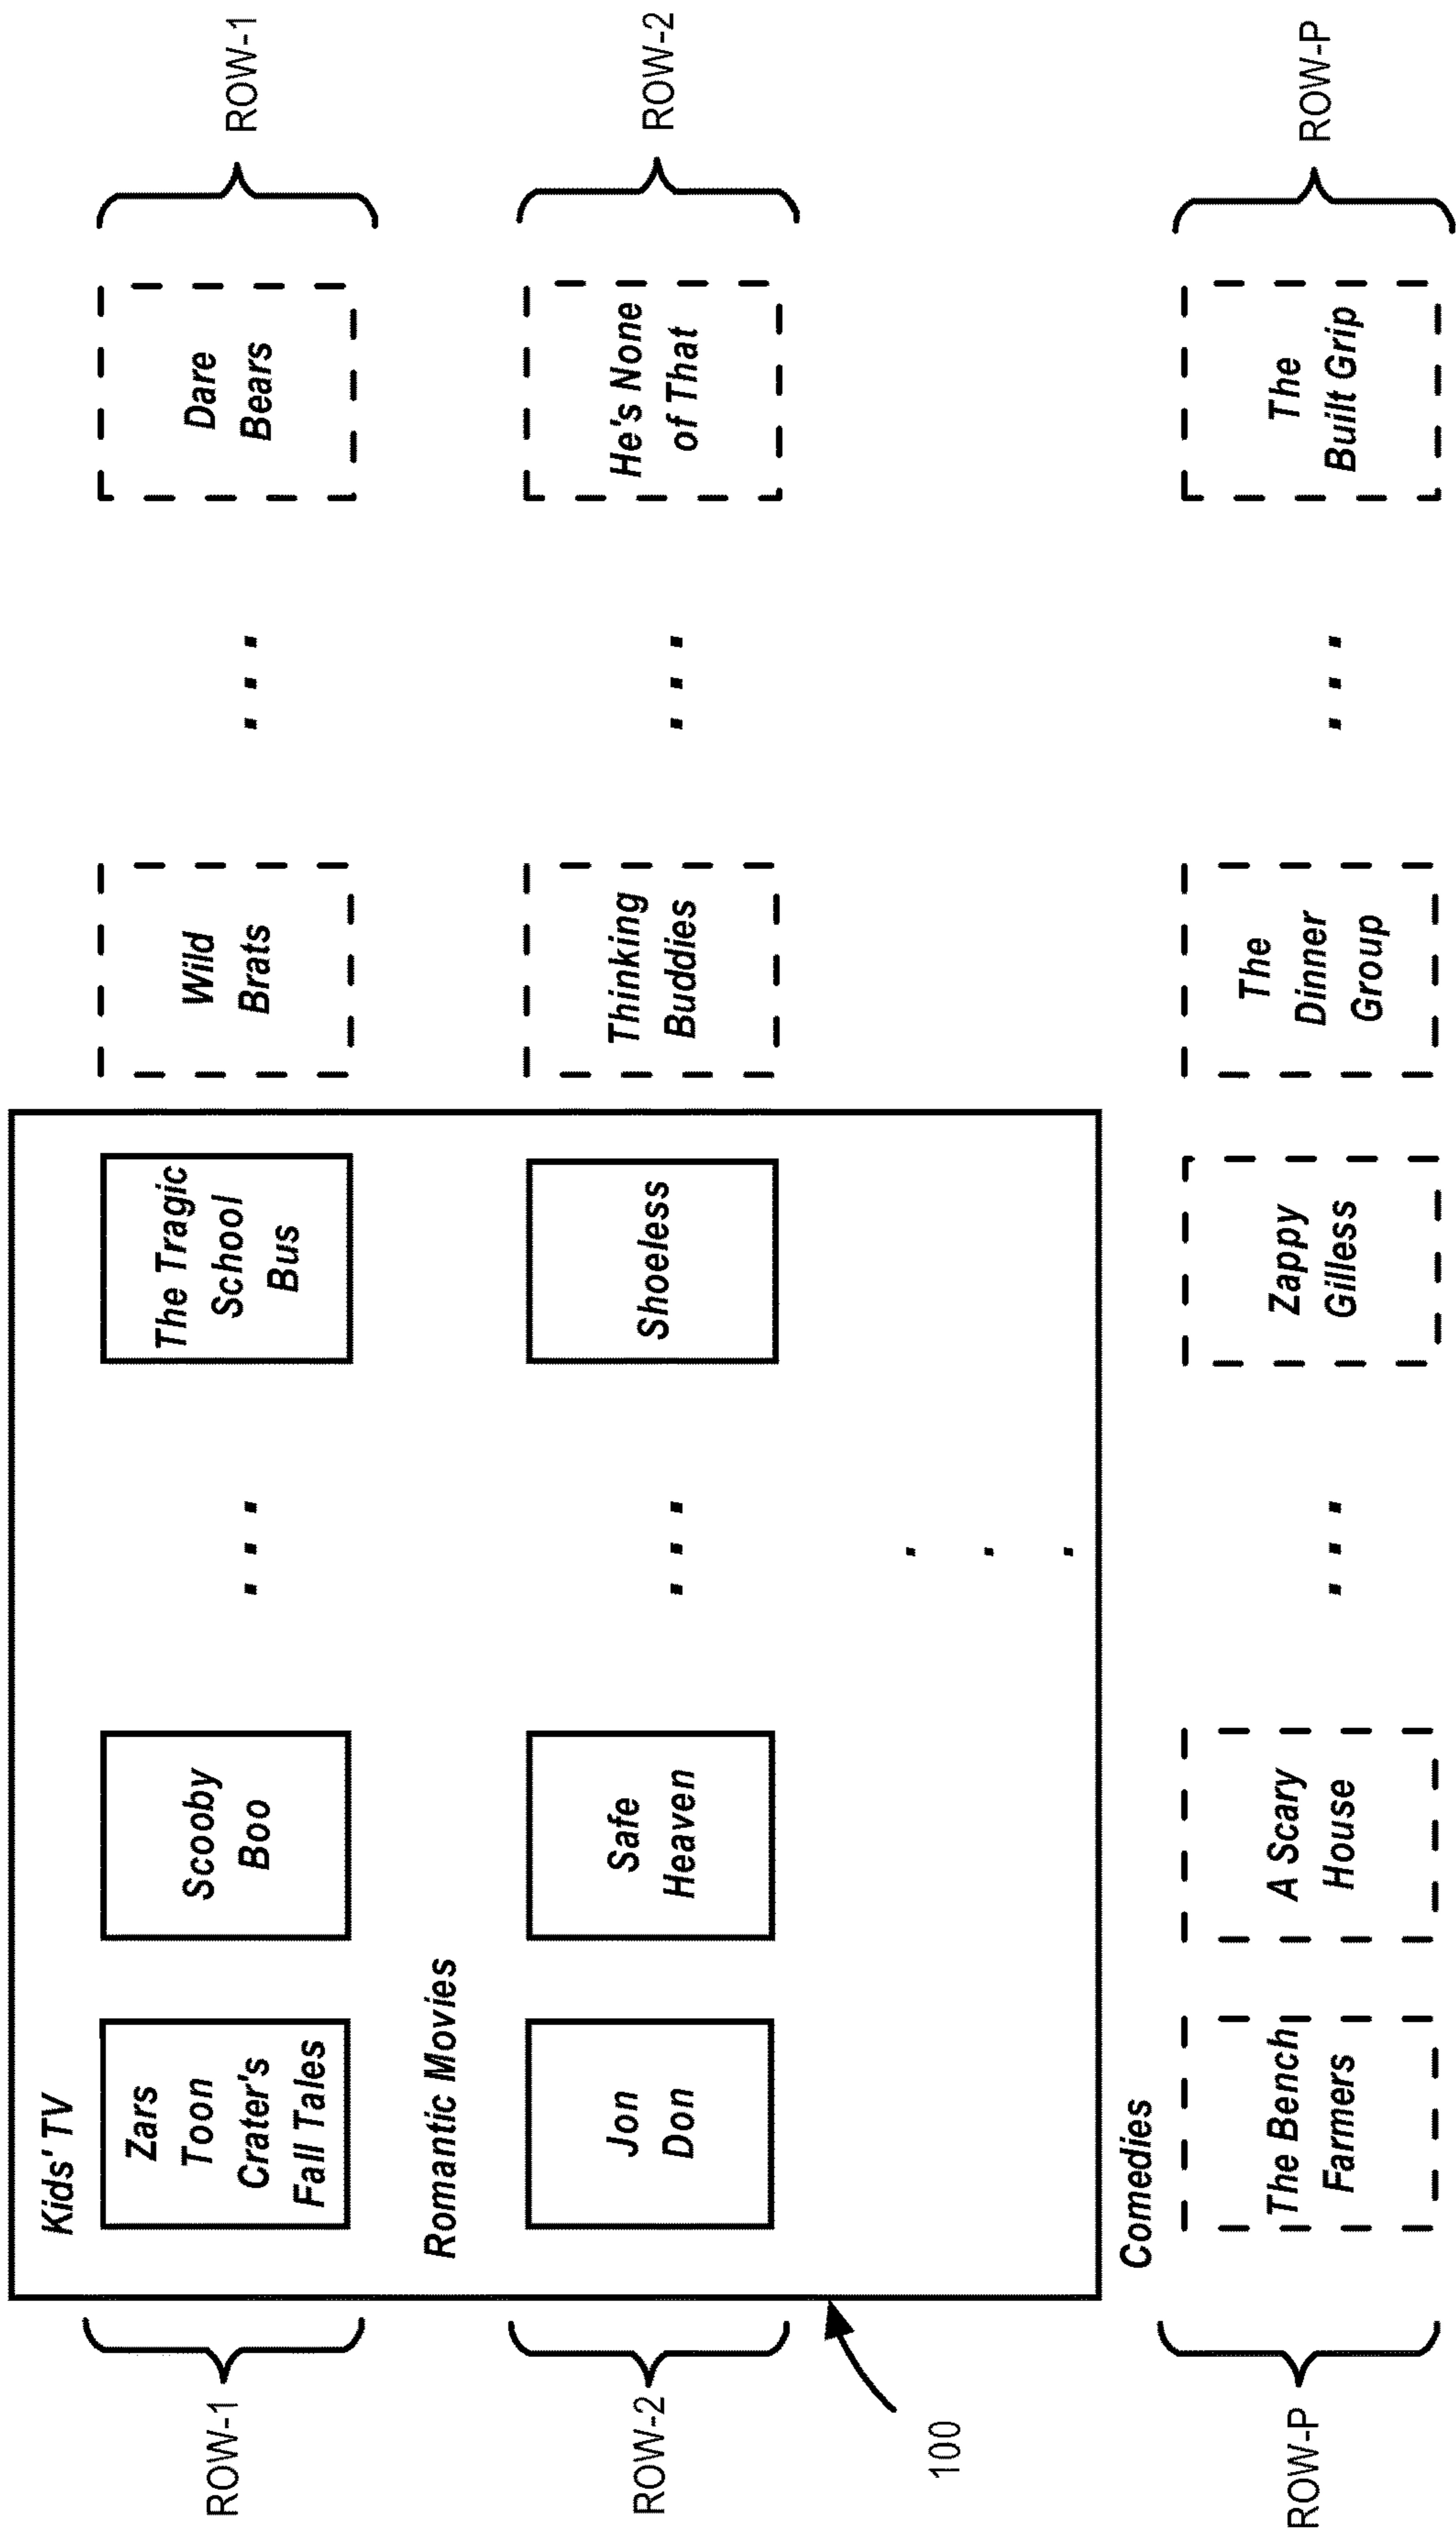 Kids' TV
ROW-1
Zars
Toon
Crater's
Fall Tales
Scooby
Boo
. . .
The Tragic
School
Bus
Wild
Brats
. . .
Dare
Bears
ROW-1
Romantic Movies
ROW-2
Jon
Don
Safe
Heaven
. . .
Shoeless
Thinking
Buddies
. . .
He's None
of That
ROW-2
100
Comedies
ROW-P
The Bench
Farmers
A Scary
House
. . .
Zappy
Gilless
The
Dinner
Group
. . .
The
Built Grip
ROW-P